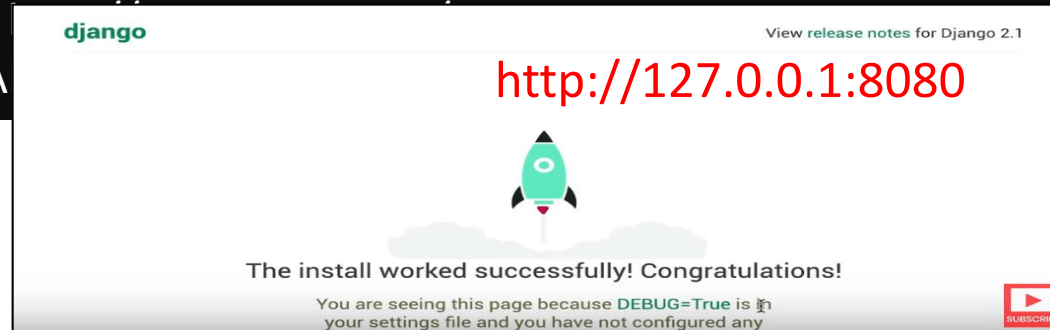 django
View release notes for Django 2.1
http://127.0.0.1:8080
The install worked successfully! Congratulations!
You are seeing this page because DEBUG=True is in
your settings file and you have not configured any